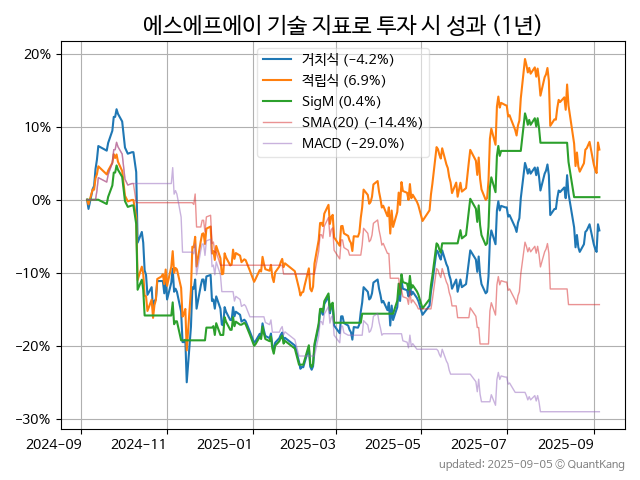 에스에프에이 기술 지표로 투자 시 성과 (1년)
거치식 (−4.2%)
적립식 (6.9%)
SigM (0.4%)
SMA(20) (−14.4%)
MACD (−29.0%)
20%
10%
0%
−10%
−20%
−30%
2024-09 2024-11 2025-01 2025-03 2025-05 2025-07 2025-09
updated: 2025-09-05 © QuantKang